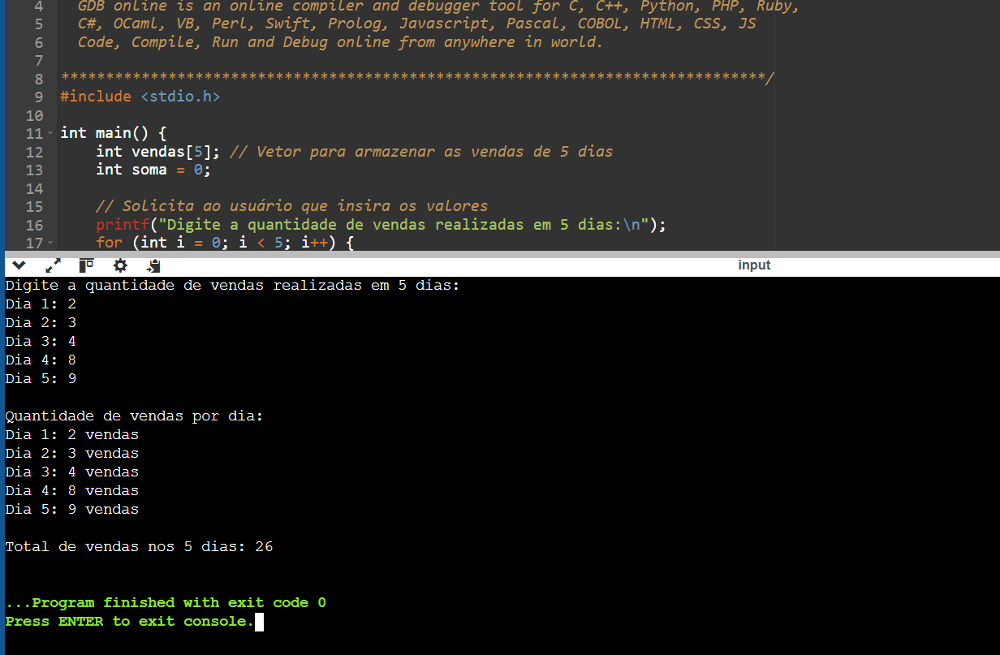 4 GDB online is an online compiler and debugger tool for C, C++, Python, PHP, Ruby,
5 C#, OCaml, VB, Perl, Swift, Prolog, Javascript, Pascal, COBOL, HTML, CSS, JS
6 Code, Compile, Run and Debug online from anywhere in world.
7
8 *******************************************************************************/
9 #include <stdio.h>
10
11 int main() {
12 int vendas[5]; // Vetor para armazenar as vendas de 5 dias
13 int soma = 0;
14
15 // Solicita ao usuário que insira os valores
16 printf("Digite a quantidade de vendas realizadas em 5 dias:\n");
17 for (int i = 0; i < 5; i++) {
input
Digite a quantidade de vendas realizadas em 5 dias:
Dia 1: 2
Dia 2: 3
Dia 3: 4
Dia 4: 8
Dia 5: 9
Quantidade de vendas por dia:
Dia 1: 2 vendas
Dia 2: 3 vendas
Dia 3: 4 vendas
Dia 4: 8 vendas
Dia 5: 9 vendas
Total de vendas nos 5 dias: 26
...Program finished with exit code 0
Press ENTER to exit console.